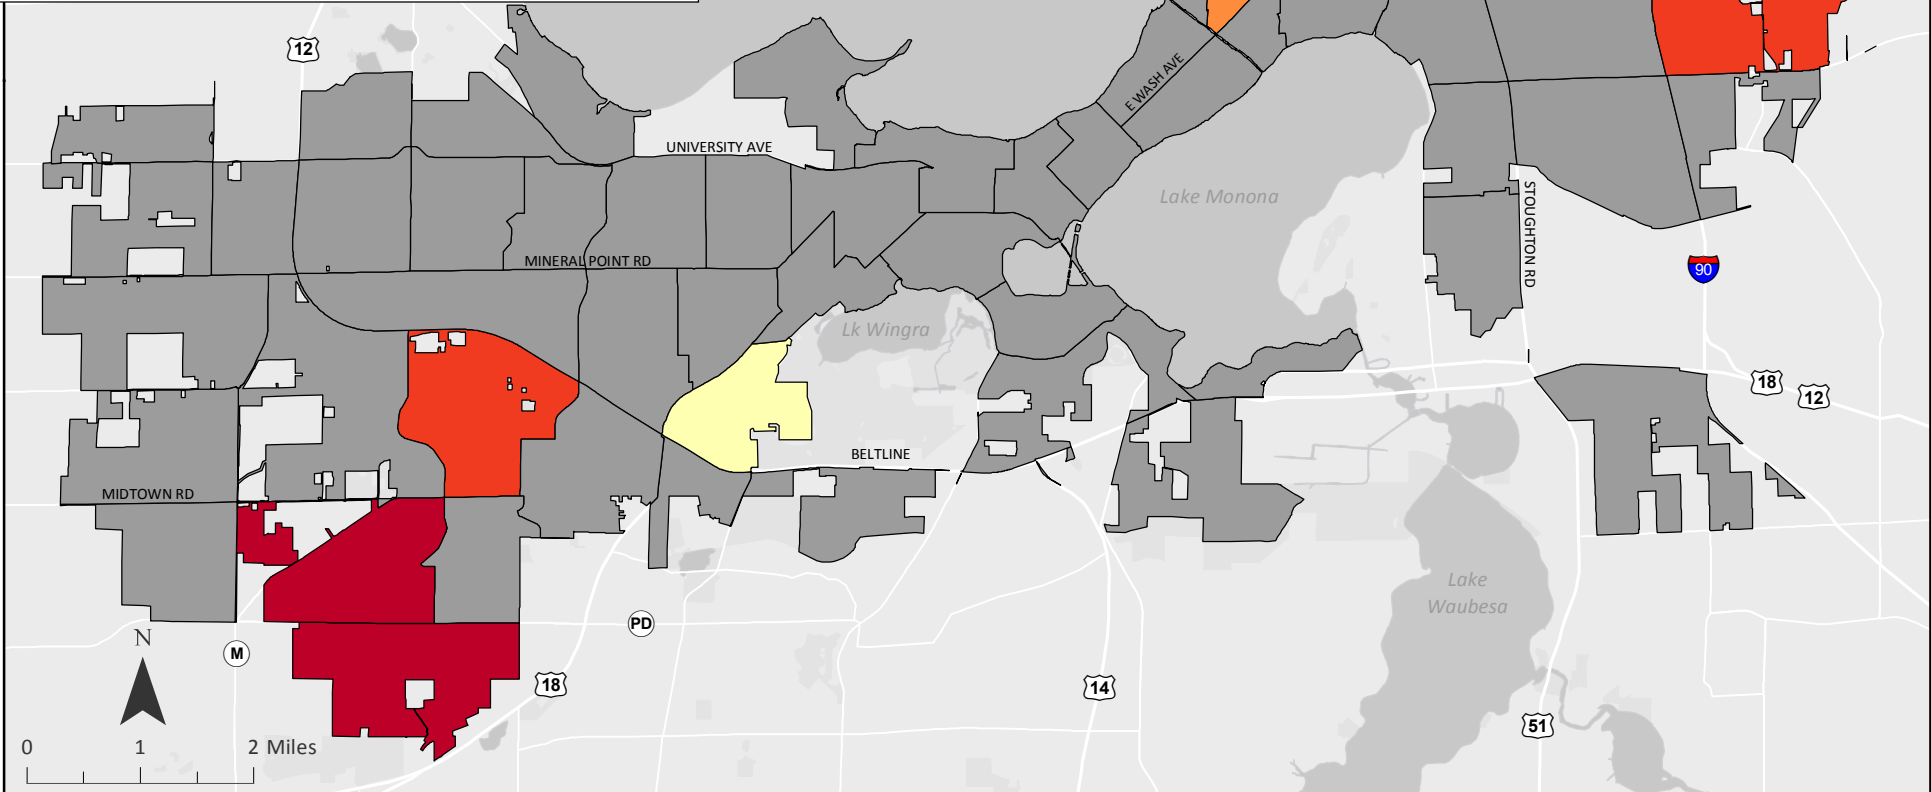 12
E WASH AVE
UNIVERSITY AVE
Lake Monona
STOUGHTON RD
MINERAL POINT RD
90
Lk Wingra
18
12
BELTLINE
MIDTOWN RD
Lake
Waubesa
PD
N
M
18
14
51
0 1 2 Miles